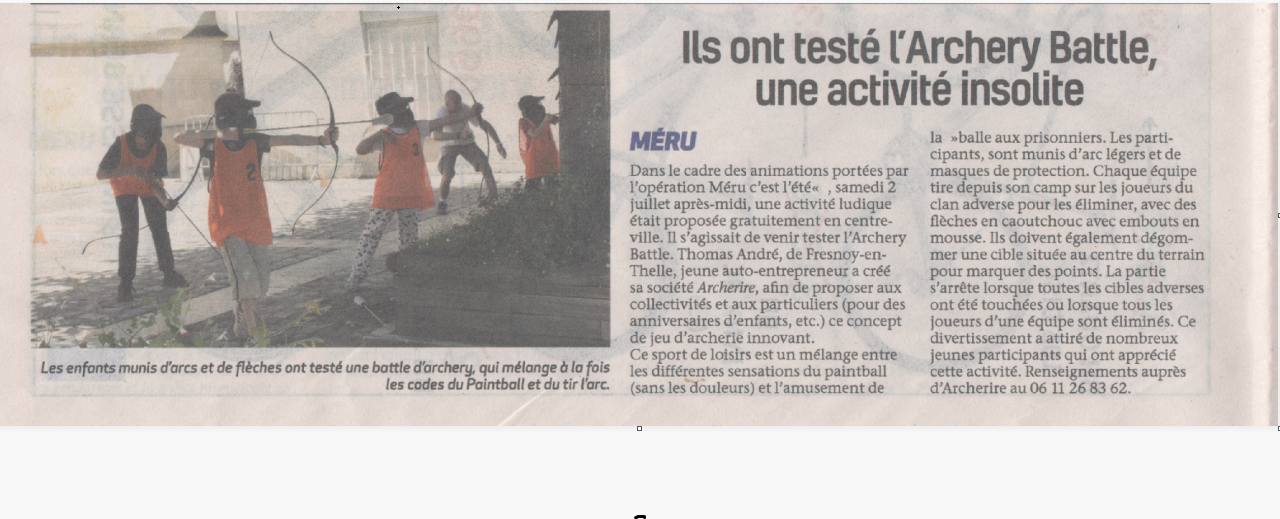 Ils ont testé l'Archery Battle,
une activité insolite
MÉRU
Dans le cadre des animations portées par
l'opération Méru c'est l'été« , samedi 2
juillet après-midi, une activité ludique
était proposée gratuitement en centre-
ville. Il s'agissait de venir tester l'Archery
Battle. Thomas André, de Fresnoy-en-
Thelle, jeune auto-entrepreneur a créé
sa société Archerire, afin de proposer aux
collectivités et aux particuliers (pour des
anniversaires d'enfants, etc.) ce concept
de jeu d'archerie innovant.
Ce sport de loisirs est un mélange entre
les différentes sensations du paintball
(sans les douleurs) et l'amusement de
la »balle aux prisonniers. Les parti-
cipants, sont munis d'arc légers et de
masques de protection. Chaque équipe
tire depuis son camp sur les joueurs du
clan adverse pour les éliminer, avec des
flèches en caoutchouc avec embouts en
mousse. Ils doivent également dégom-
mer une cible située au centre du terrain
pour marquer des points. La partie
s'arrête lorsque toutes les cibles adverses
ont été touchées ou lorsque tous les
joueurs d'une équipe sont éliminés. Ce
divertissement a attiré de nombreux
jeunes participants qui ont apprécié
cette activité. Renseignements auprès
d'Archerire au 06 11 26 83 62.
2
3
Les enfants munis d'arcs et de flèches ont testé une battle d'archery, qui mélange à la fois
les codes du Paintball et du tir l'arc.